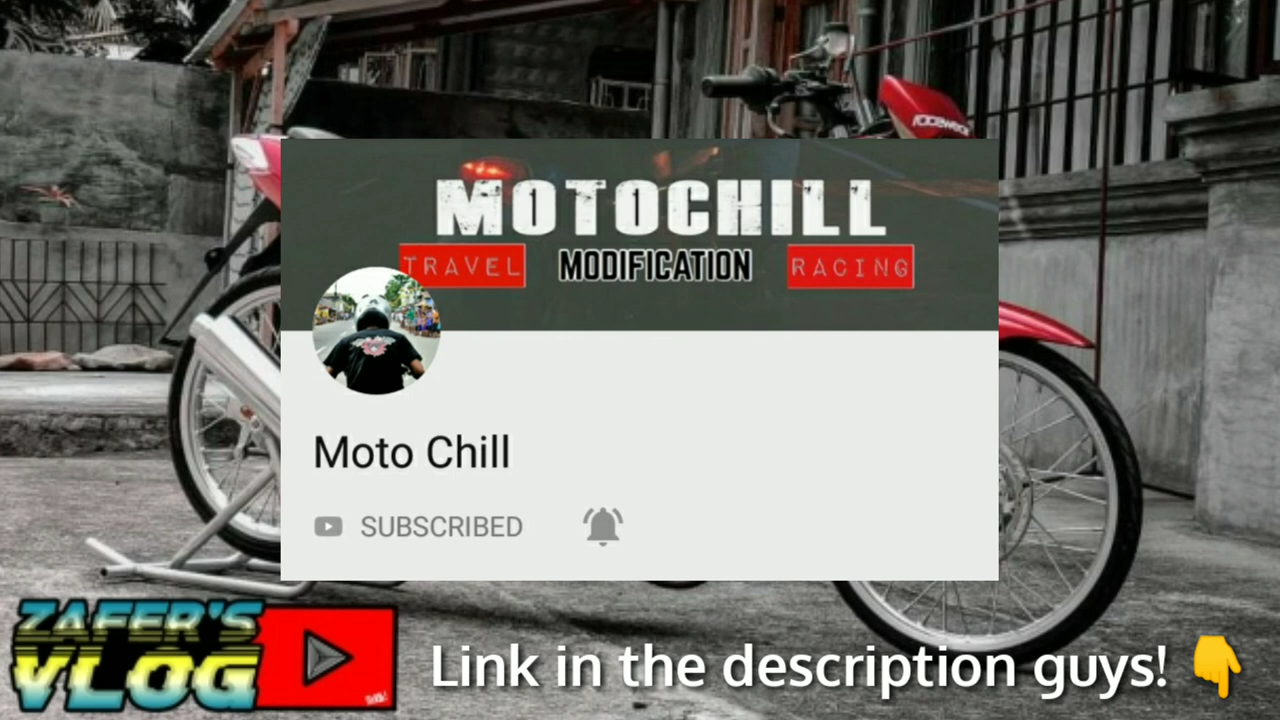 MOTOCHILL
TRAVEL MODIFICATION RACING
Moto Chill
SUBSCRIBED
ZAFER'S
VLOG
Link in the description guys! 👇